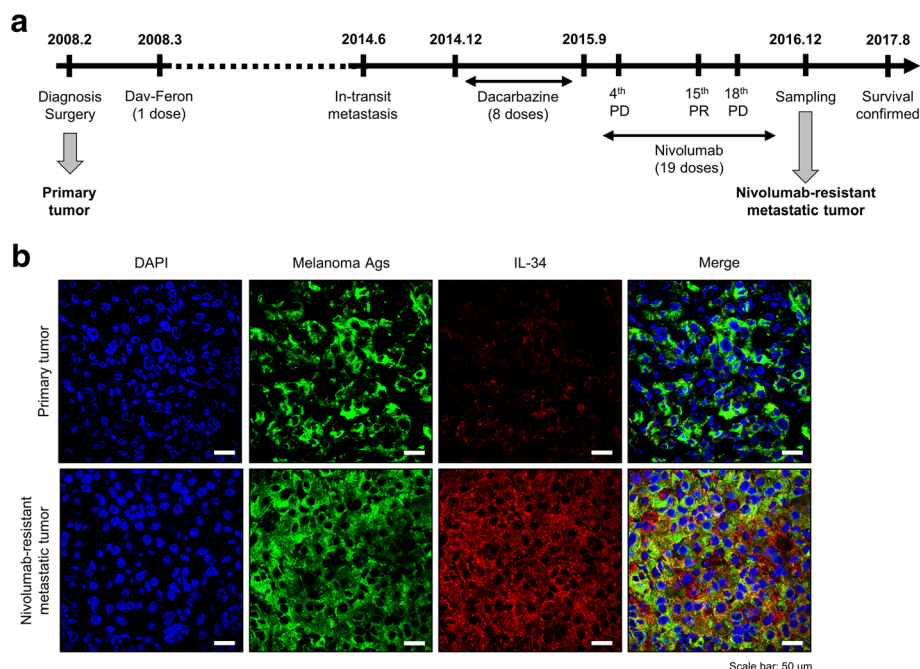 a
2008.2 2008.3 2014.6 2014.12 2015.9 2016.12 2017.8
Diagnosis
Surgery
Dav-Feron
(1 dose)
In-transit
metastasis
Dacarbazine
(8 doses)
4th
PD
15th
PR
18th
PD
Sampling
Survival
confirmed
Nivolumab
(19 doses)
Primary
tumor
Nivolumab-resistant
metastatic tumor
b
DAPI Melanoma Ags IL-34 Merge
Primary tumor
Nivolumab-resistant
metastatic tumor
Scale bar: 50 µm